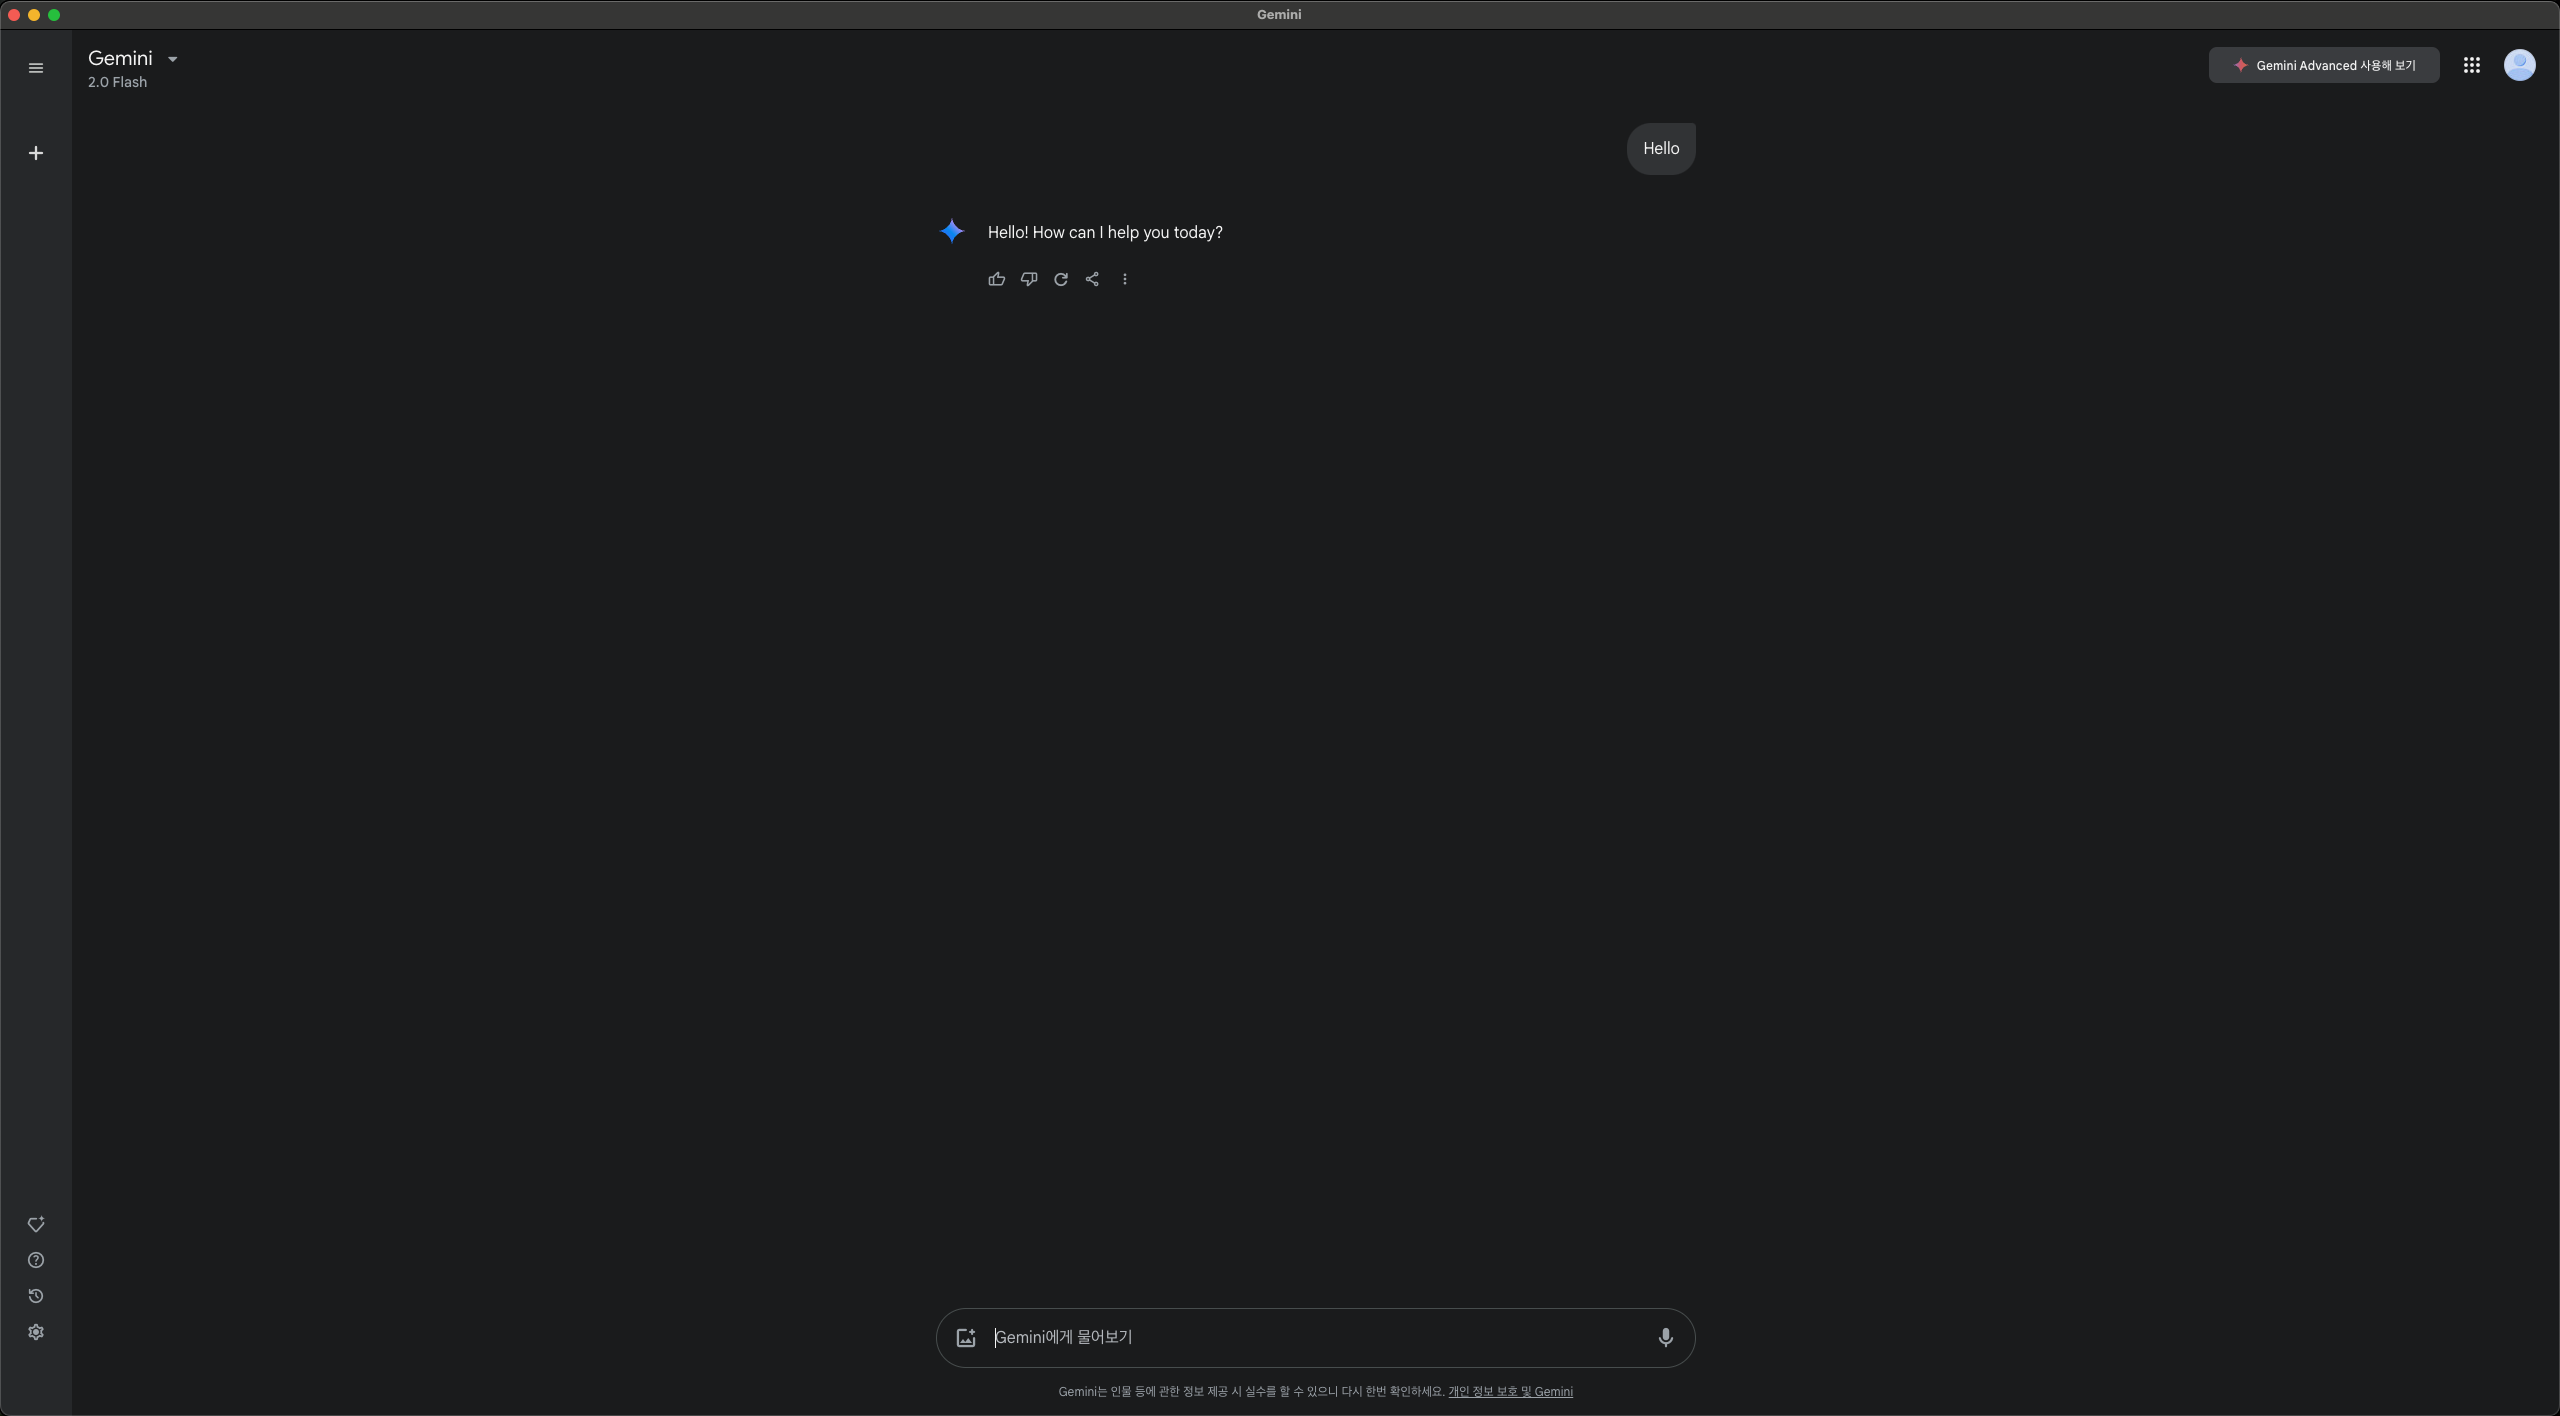 Gemini
Gemini
2.0 Flash
Gemini Advanced 사용해 보기
Hello
Hello! How can I help you today?
Gemini에게 물어보기
Gemini는 인물 등에 관한 정보 제공 시 실수를 할 수 있으니 다시 한번 확인하세요. 개인 정보 보호 및 Gemini